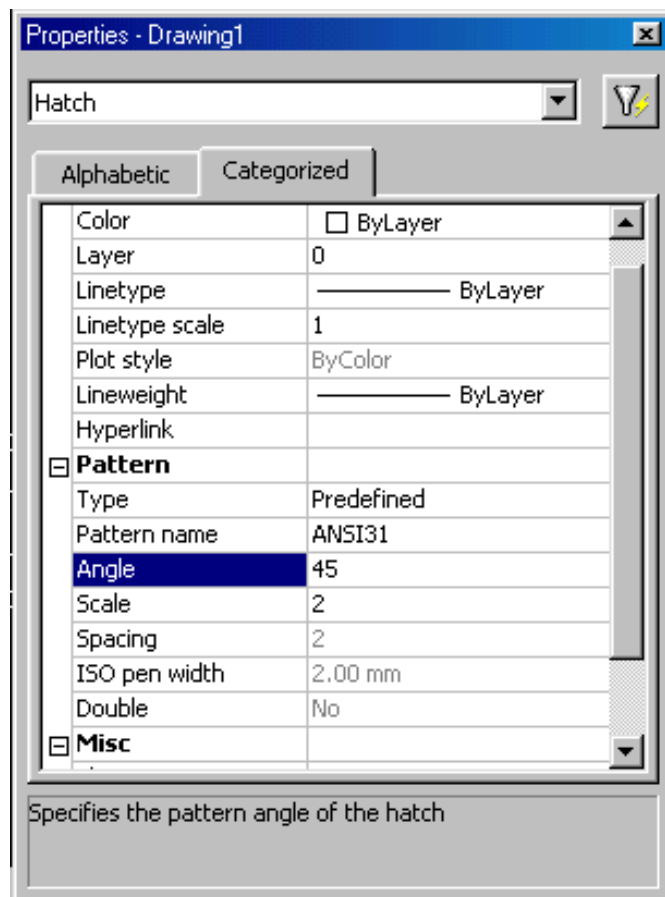 Properties - Drawing1
Hatch
Alphabetic Categorized
Color ByLayer
Layer 0
Linetype ByLayer
Linetype scale 1
Plot style ByColor
Lineweight ByLayer
Hyperlink
Pattern
Type Predefined
Pattern name ANSI31
Angle 45
Scale 2
Spacing 2
ISO pen width 2.00 mm
Double No
Misc
Specifies the pattern angle of the hatch